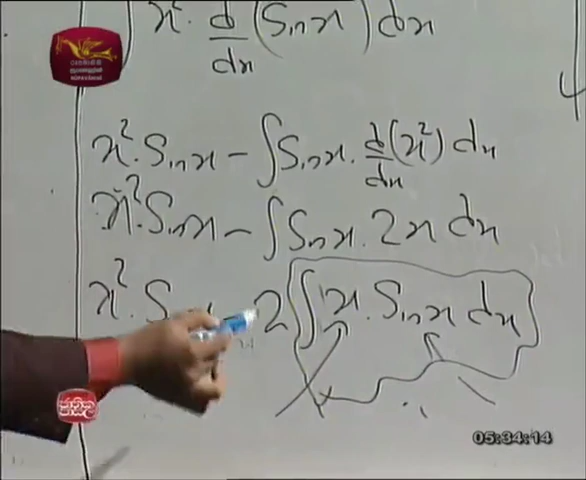 ∫ x² · d/dx (Sin x) dx
x² · Sin x − ∫ Sin x · d/dx (x²) dx
x² · Sin x − ∫ Sin x · 2x dx
x² · S 2 ∫ x · Sin x dx
05:34:14